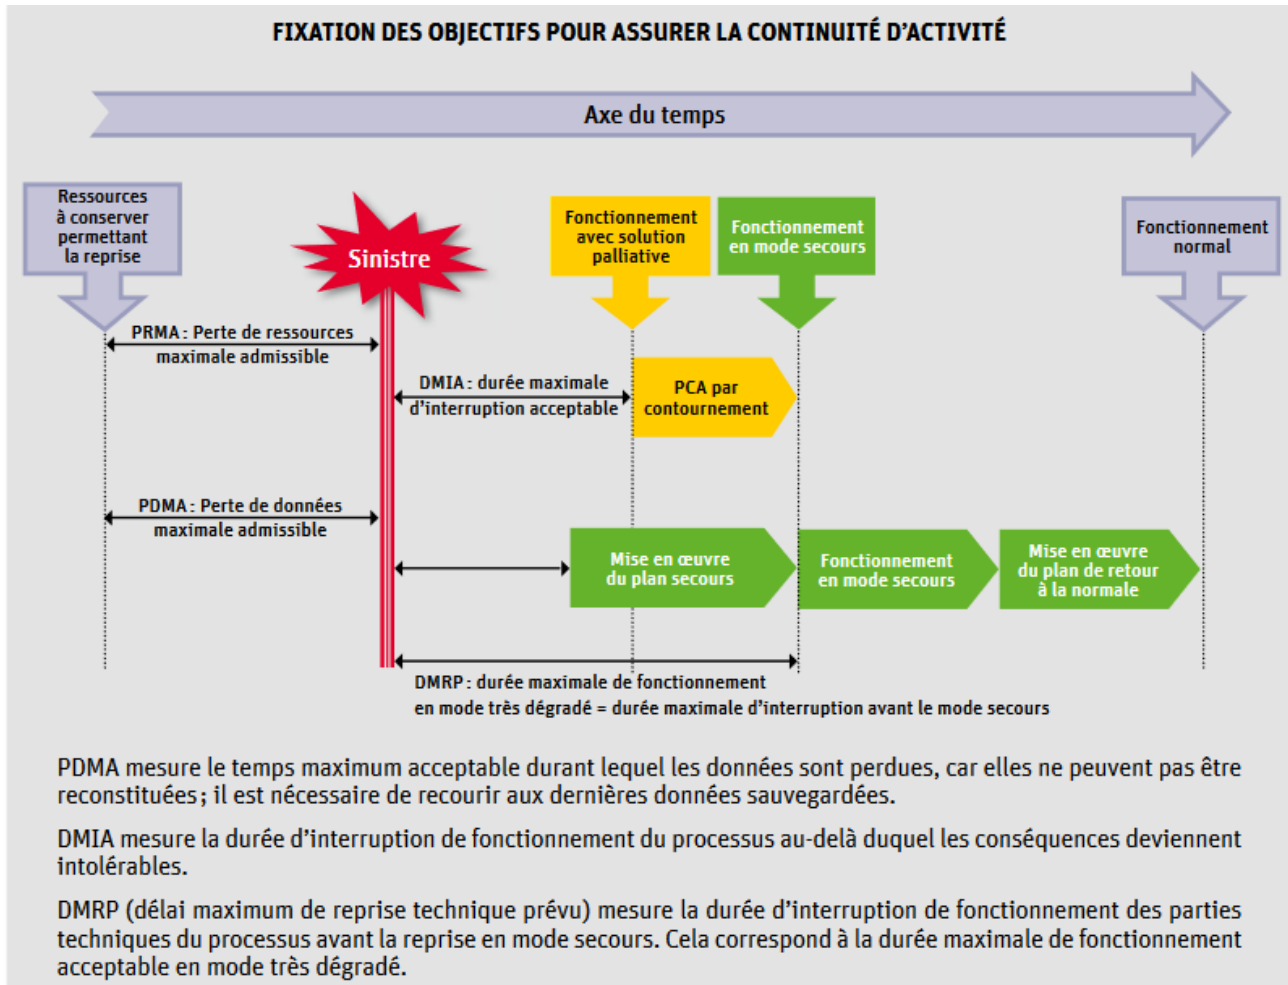 FIXATION DES OBJECTIFS POUR ASSURER LA CONTINUITÉ D'ACTIVITÉ
Axe du temps
Ressources
à conserver
permettant
la reprise
Sinistre
Fonctionnement
avec solution
palliative
Fonctionnement
en mode secours
Fonctionnement
normal
PRMA : Perte de ressources
maximale admissible
DMIA : durée maximale
d'interruption acceptable
PCA par
contournement
PDMA : Perte de données
maximale admissible
Mise en œuvre
du plan secours
Fonctionnement
en mode secours
Mise en œuvre
du plan de retour
à la normale
DMRP : durée maximale de fonctionnement
en mode très dégradé = durée maximale d'interruption avant le mode secours
PDMA mesure le temps maximum acceptable durant lequel les données sont perdues, car elles ne peuvent pas être
reconstituées ; il est nécessaire de recourir aux dernières données sauvegardées.
DMIA mesure la durée d'interruption de fonctionnement du processus au-delà duquel les conséquences deviennent
intolérables.
DMRP (délai maximum de reprise technique prévu) mesure la durée d'interruption de fonctionnement des parties
techniques du processus avant la reprise en mode secours. Cela correspond à la durée maximale de fonctionnement
acceptable en mode très dégradé.